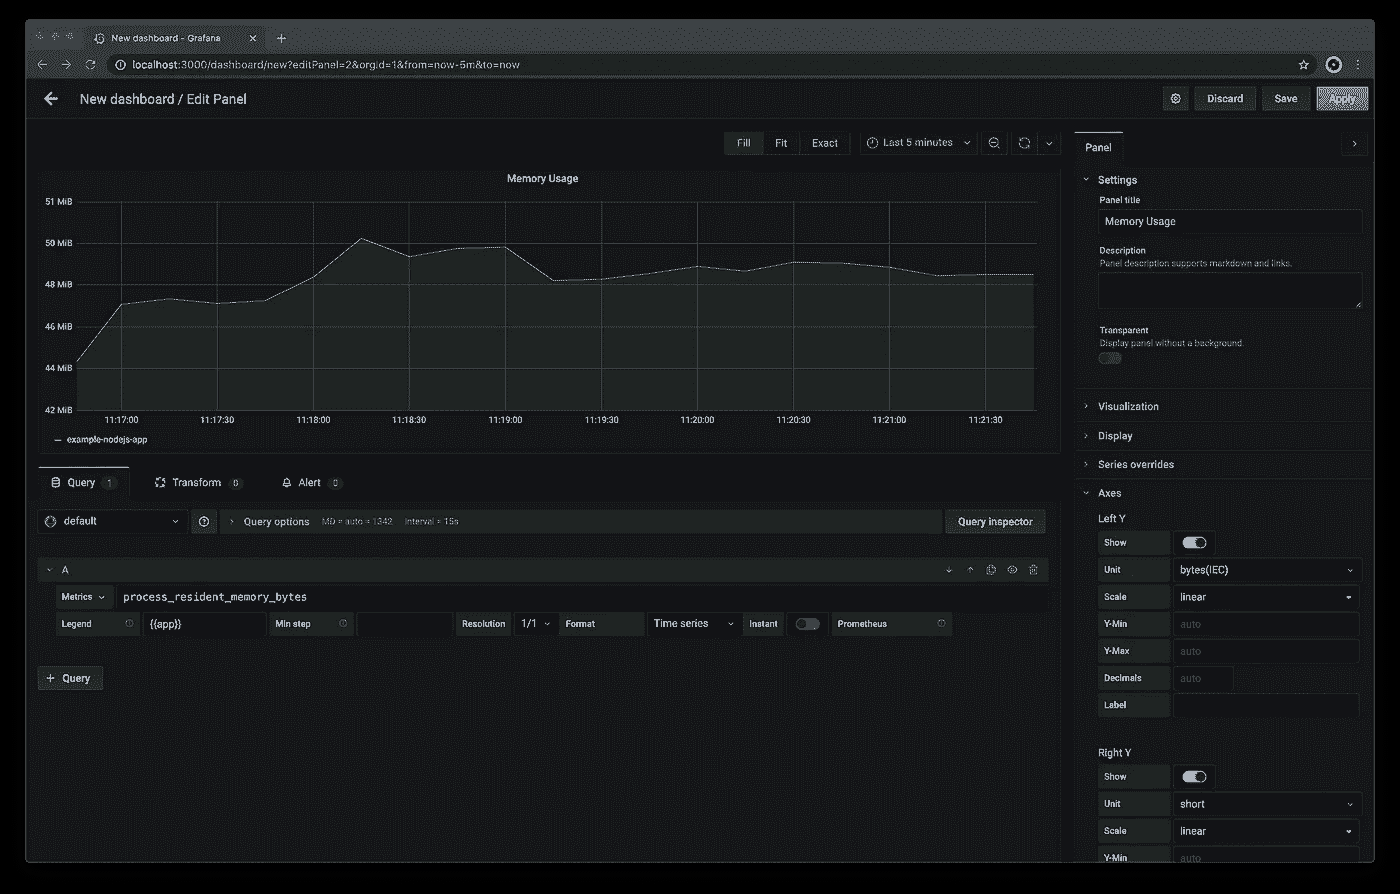 New dashboard - Grafana
localhost:3000/dashboard/new?editPanel=2&orgId=1&from=now-5m&to=now
New dashboard / Edit Panel
Discard
Save
Apply
Fill
Fit
Exact
Last 5 minutes
Panel
Memory Usage
51 MiB
50 MiB
48 MiB
46 MiB
44 MiB
42 MiB
11:17:00
11:17:30
11:18:00
11:18:30
11:19:00
11:19:30
11:20:00
11:20:30
11:21:00
11:21:30
example-nodejs-app
Query 1
Transform 0
Alert 0
default
Query options MD = auto = 1342 Interval = 15s
Query inspector
A
Metrics
process_resident_memory_bytes
Legend
{{app}}
Min step
Resolution
1/1
Format
Time series
Instant
Prometheus
+ Query
Settings
Panel title
Memory Usage
Description
Panel description supports markdown and links.
Transparent
Display panel without a background.
Visualization
Display
Series overrides
Axes
Left Y
Show
Unit
bytes(IEC)
Scale
linear
Y-Min
auto
Y-Max
auto
Decimals
auto
Label
Right Y
Show
Unit
short
Scale
linear
Y-Min
auto